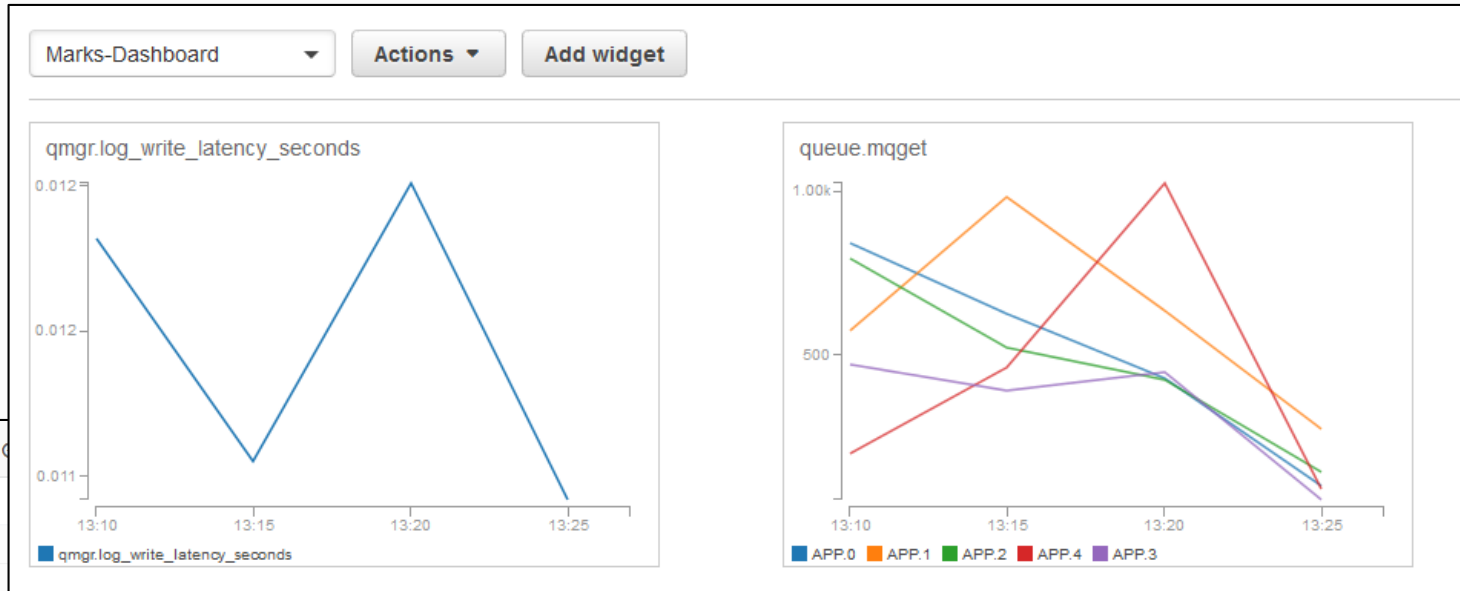 Marks-Dashboard Actions Add widget
qmgr.log_write_latency_seconds
0.012
0.012
0.011
13:10 13:15 13:20 13:25
qmgr.log_write_latency_seconds
queue.mqget
1.00k
500
13:10 13:15 13:20 13:25
APP.0 APP.1 APP.2 APP.4 APP.3